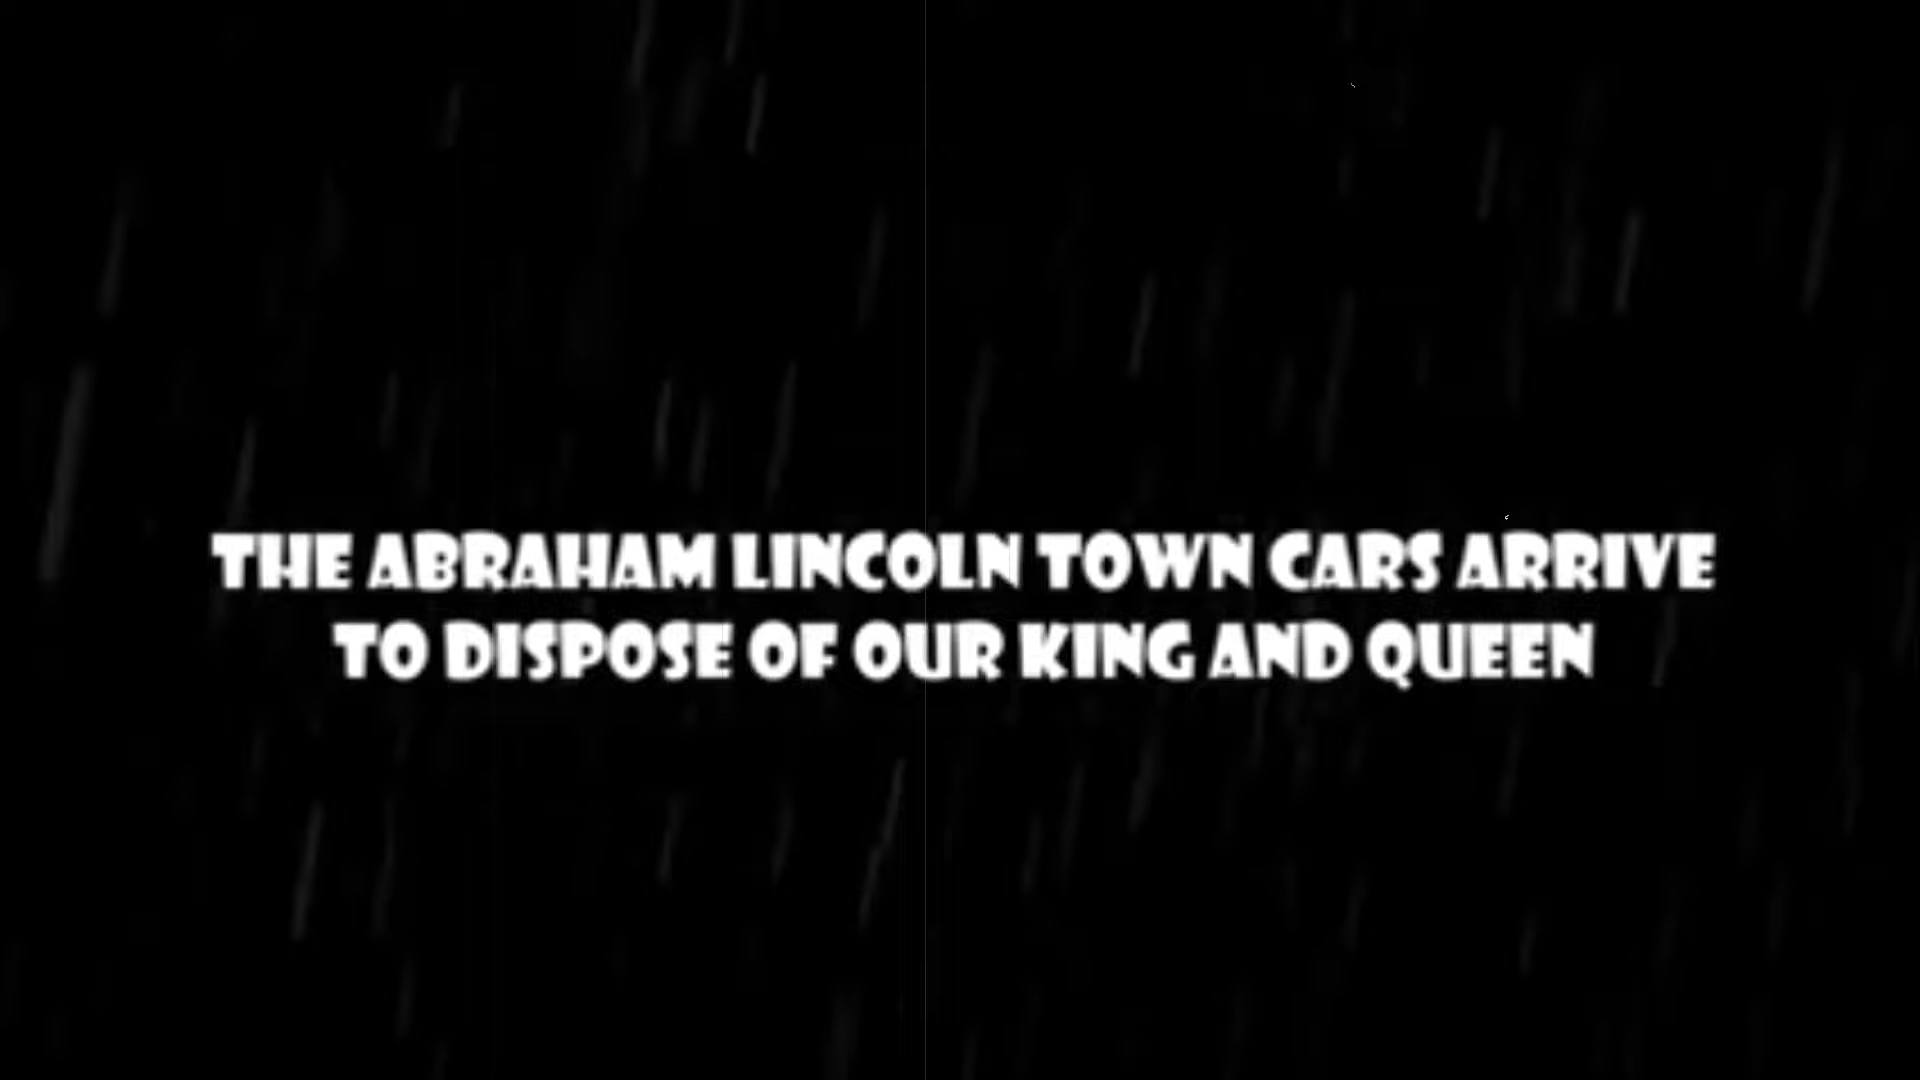 THE ABRAHAM LINCOLN TOWN CARS ARRIVE
TO DISPOSE OF OUR KING AND QUEEN